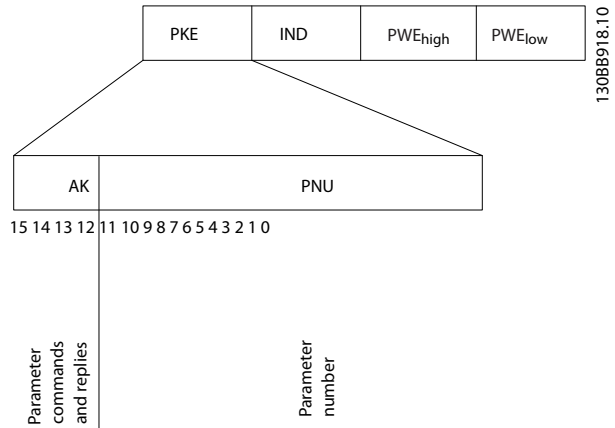 PKE IND PWEhigh PWElow
130BB918.10
AK PNU
15 14 13 12 11 10 9 8 7 6 5 4 3 2 1 0
Parameter
commands
and replies
Parameter
number